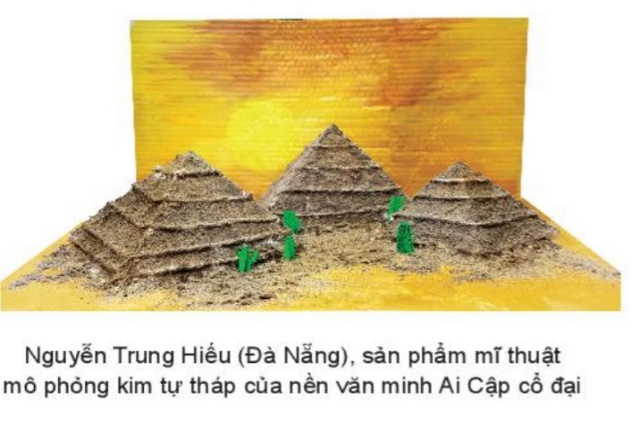 Nguyễn Trung Hiếu (Đà Nẵng), sản phẩm mĩ thuật
mô phỏng kim tự tháp của nền văn minh Ai Cập cổ đại